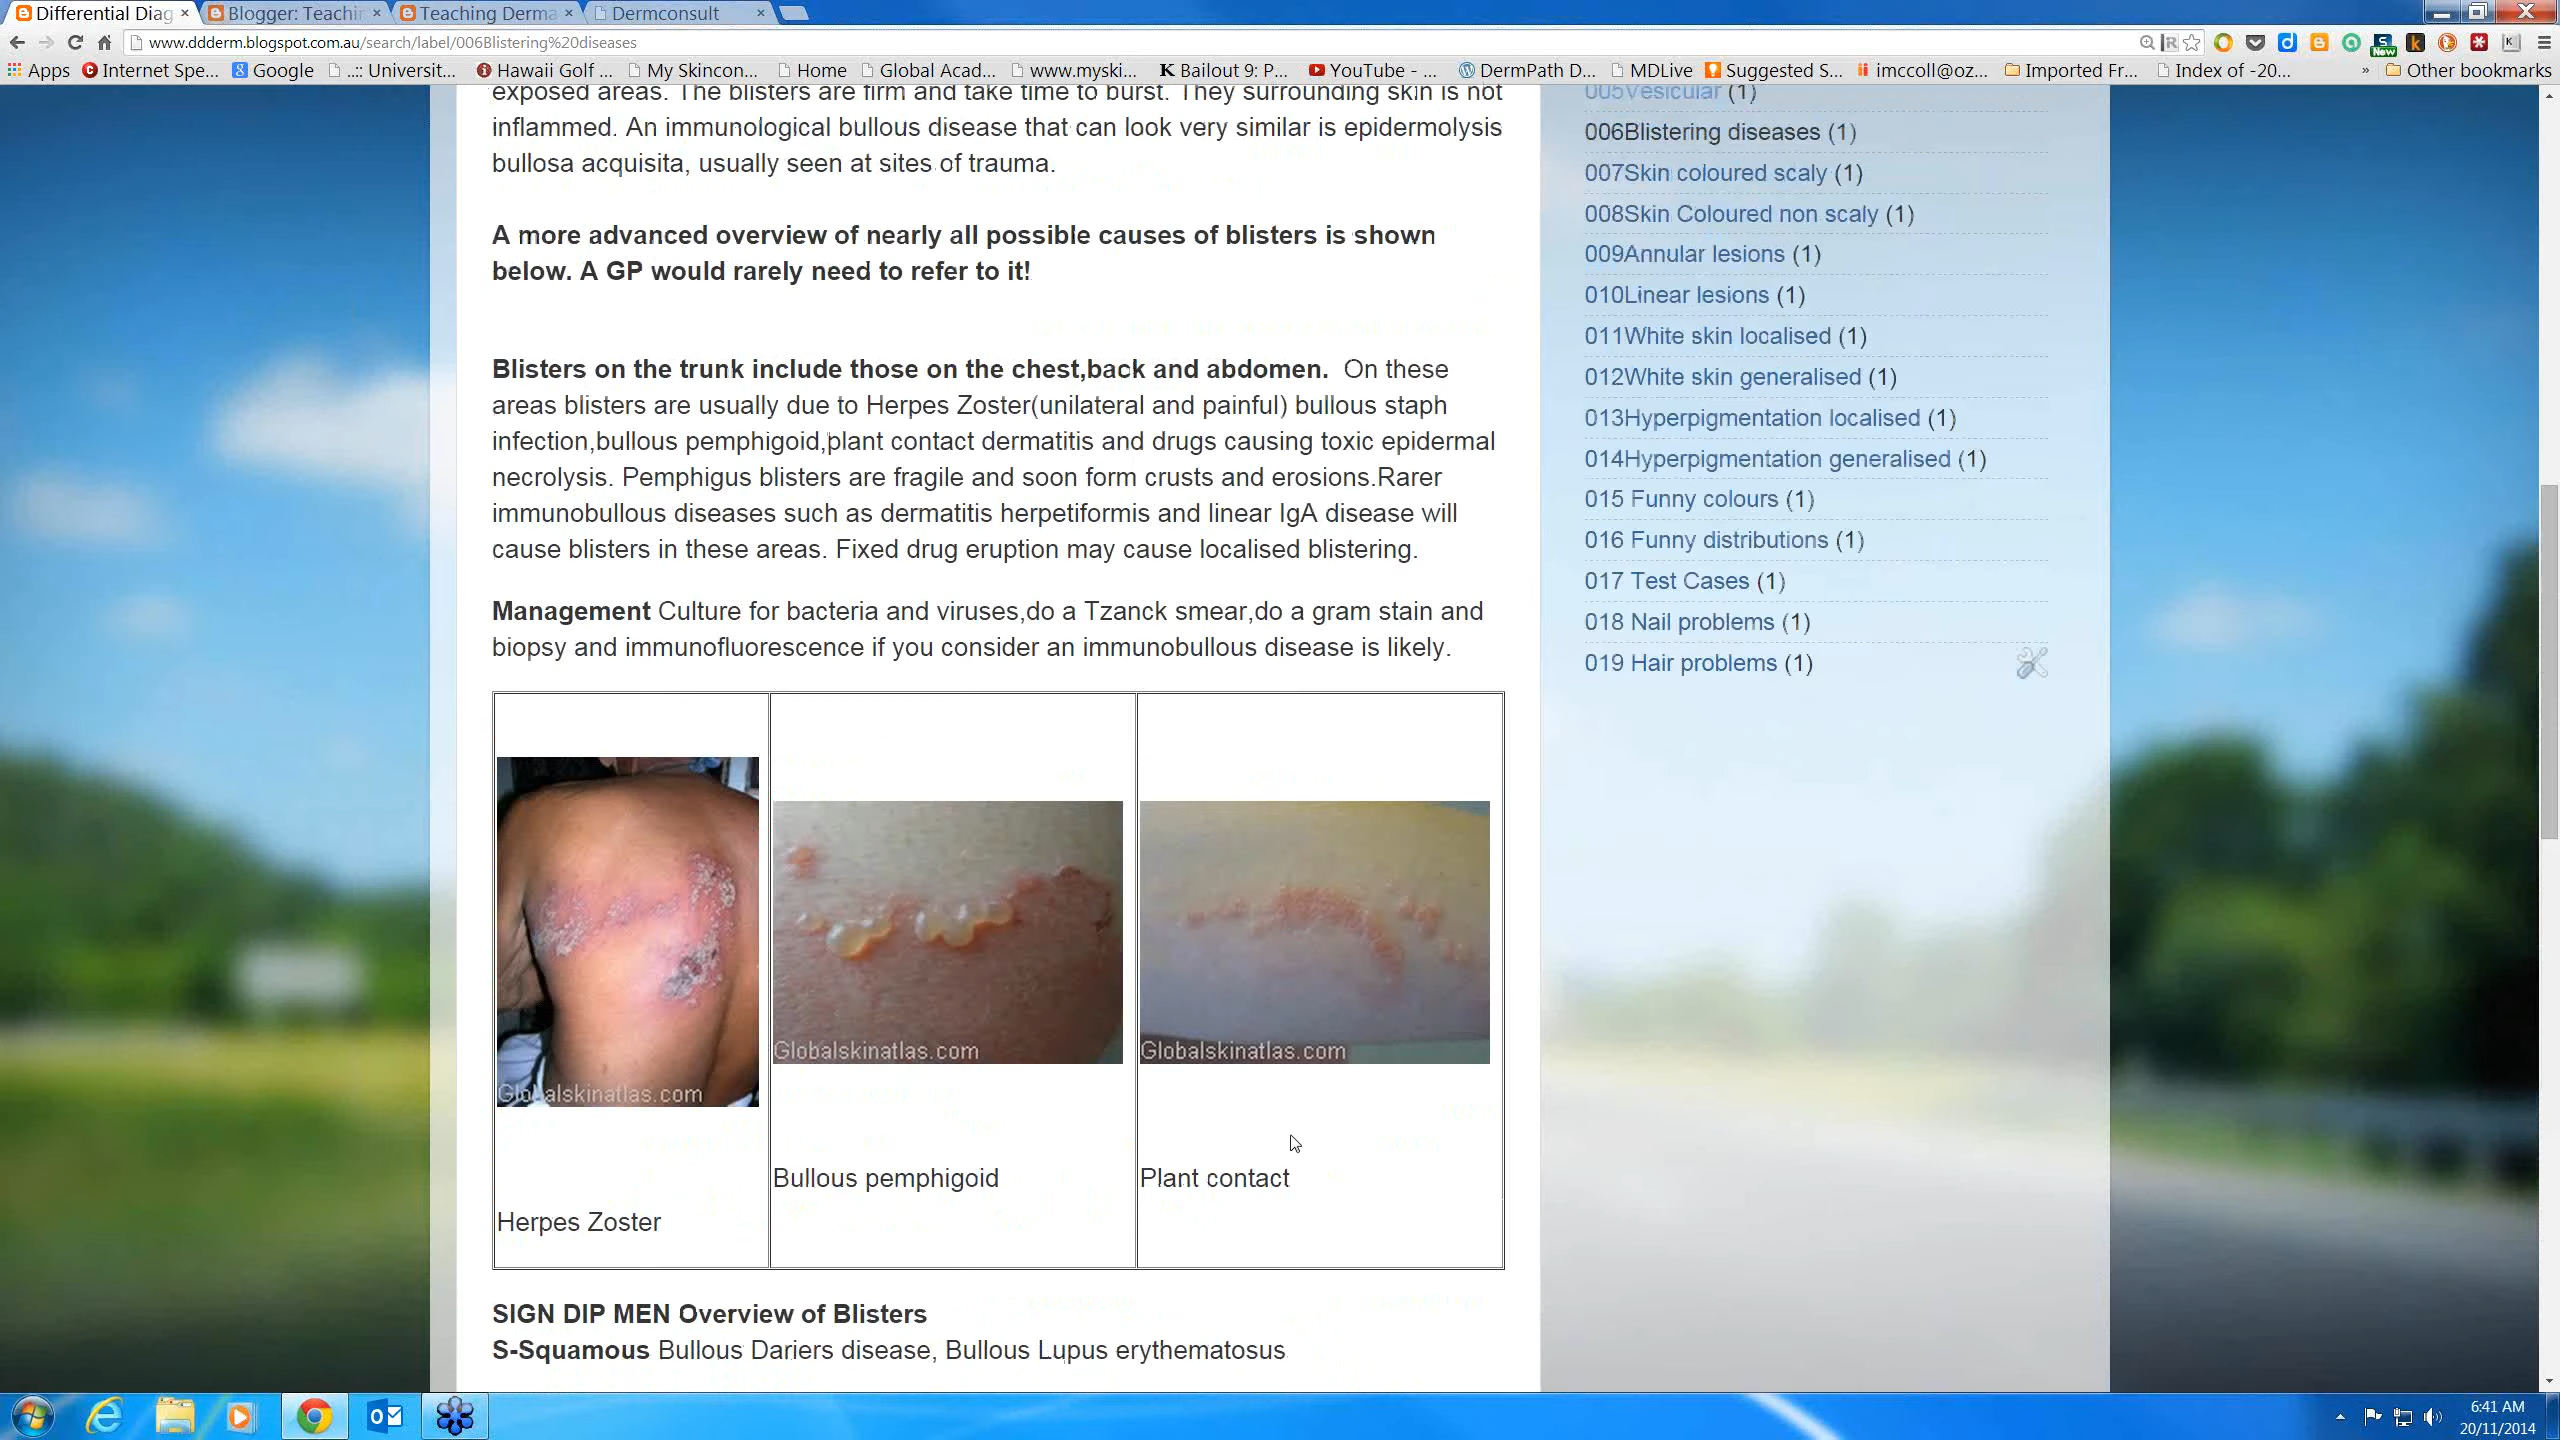 Differential Diag
Blogger: Teachin
Teaching Derma
Dermconsult
www.ddderm.blogspot.com.au/search/label/006Blistering%20diseases
Apps Internet Spe... Google ..:: Universit... Hawaii Golf ... My Skincon... Home Global Acad... www.myski... Bailout 9: P... YouTube - ... DermPath D... MDLive Suggested S... imccoll@oz... Imported Fr... Index of -20... » Other bookmarks
exposed areas. The blisters are firm and take time to burst. They surrounding skin is not
inflammed. An immunological bullous disease that can look very similar is epidermolysis
bullosa acquisita, usually seen at sites of trauma.
A more advanced overview of nearly all possible causes of blisters is shown
below. A GP would rarely need to refer to it!
Blisters on the trunk include those on the chest,back and abdomen. On these
areas blisters are usually due to Herpes Zoster(unilateral and painful) bullous staph
infection,bullous pemphigoid,plant contact dermatitis and drugs causing toxic epidermal
necrolysis. Pemphigus blisters are fragile and soon form crusts and erosions.Rarer
immunobullous diseases such as dermatitis herpetiformis and linear IgA disease will
cause blisters in these areas. Fixed drug eruption may cause localised blistering.
Management Culture for bacteria and viruses,do a Tzanck smear,do a gram stain and
biopsy and immunofluorescence if you consider an immunobullous disease is likely.
Globalskinatlas.com
Herpes Zoster
Globalskinatlas.com
Bullous pemphigoid
Globalskinatlas.com
Plant contact
SIGN DIP MEN Overview of Blisters
S-Squamous Bullous Dariers disease, Bullous Lupus erythematosus
005Vesicular (1)
006Blistering diseases (1)
007Skin coloured scaly (1)
008Skin Coloured non scaly (1)
009Annular lesions (1)
010Linear lesions (1)
011White skin localised (1)
012White skin generalised (1)
013Hyperpigmentation localised (1)
014Hyperpigmentation generalised (1)
015 Funny colours (1)
016 Funny distributions (1)
017 Test Cases (1)
018 Nail problems (1)
019 Hair problems (1)
6:41 AM
20/11/2014